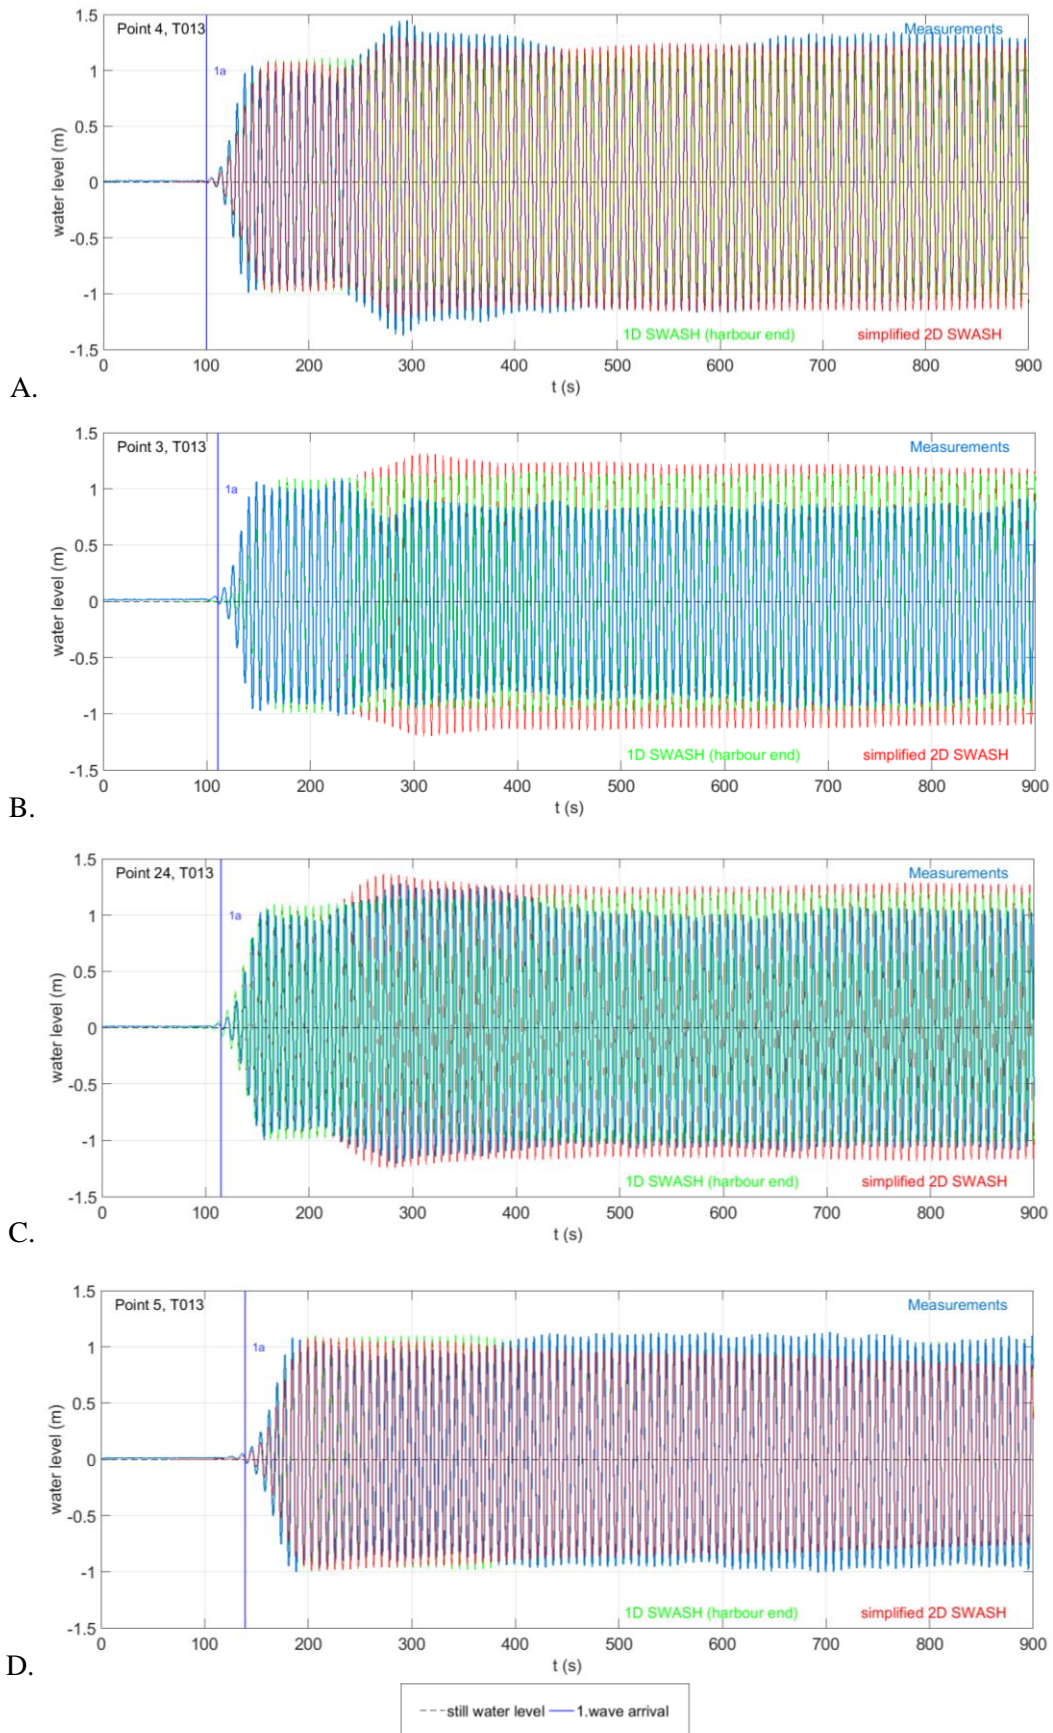 Point 4, T013
Measurements
1a
1.5
1
0.5
0
-0.5
-1
-1.5
water level (m)
1D SWASH (harbour end)
simplified 2D SWASH
0 100 200 300 400 500 600 700 800 900
t (s)
A.
Point 3, T013
Measurements
1a
1.5
1
0.5
0
-0.5
-1
-1.5
water level (m)
1D SWASH (harbour end)
simplified 2D SWASH
0 100 200 300 400 500 600 700 800 900
t (s)
B.
Point 24, T013
Measurements
1a
1.5
1
0.5
0
-0.5
-1
-1.5
water level (m)
1D SWASH (harbour end)
simplified 2D SWASH
0 100 200 300 400 500 600 700 800 900
t (s)
C.
Point 5, T013
Measurements
1a
1.5
1
0.5
0
-0.5
-1
-1.5
water level (m)
1D SWASH (harbour end)
simplified 2D SWASH
0 100 200 300 400 500 600 700 800 900
t (s)
D.
still water level 1.wave arrival